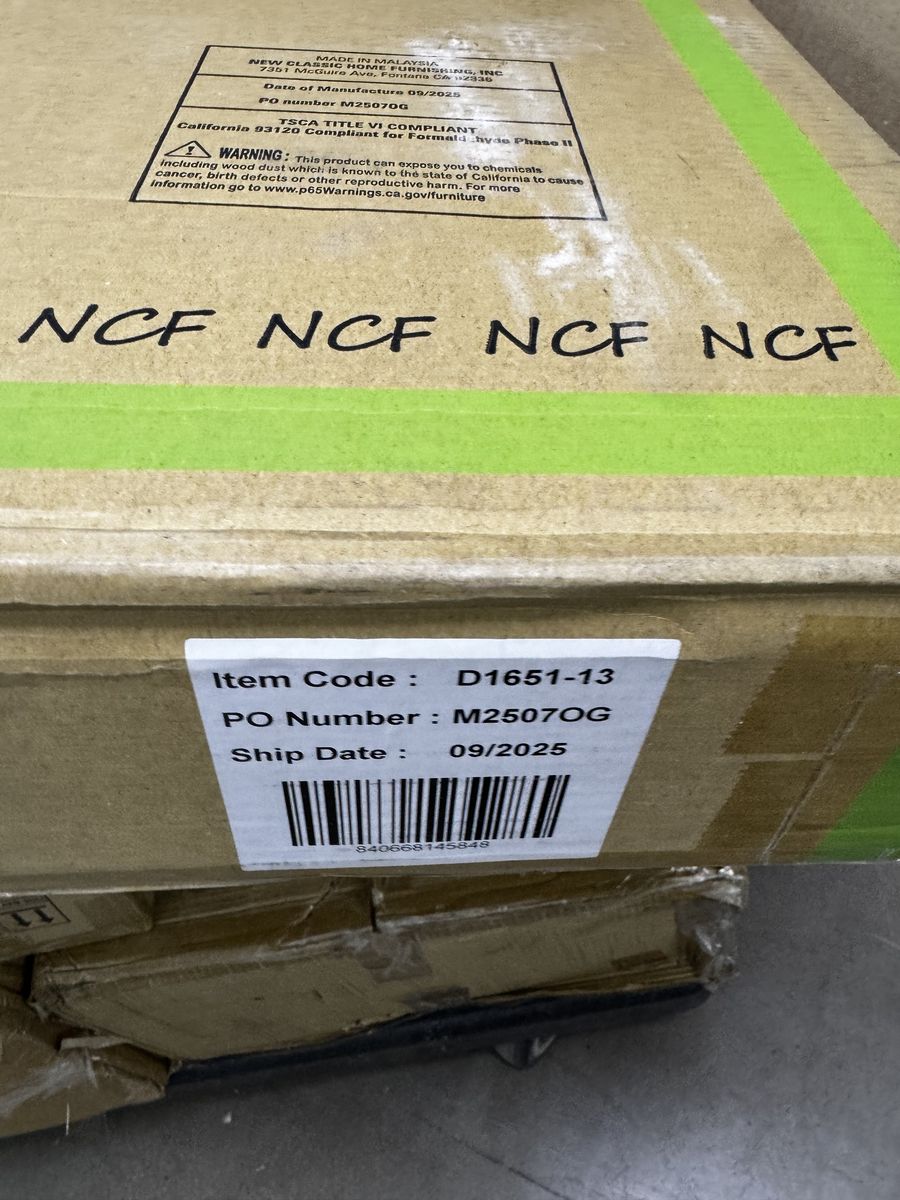 MADE IN MALAYSIA
NEW CLASSIC HOME FURNISHING, INC
7351 McGuire Ave, Fontana CA 92336
Date of Manufacture 09/2025
PO number M2507OG
TSCA TITLE VI COMPLIANT
California 93120 Compliant for Formaldehyde Phase II
WARNING: This product can expose you to chemicals
including wood dust which is known to the state of California to cause
cancer, birth defects or other reproductive harm. For more
information go to www.p65Warnings.ca.gov/furniture
NCF NCF NCF NCF
Item Code : D1651-13
PO Number : M2507OG
Ship Date : 09/2025
840668145848
11